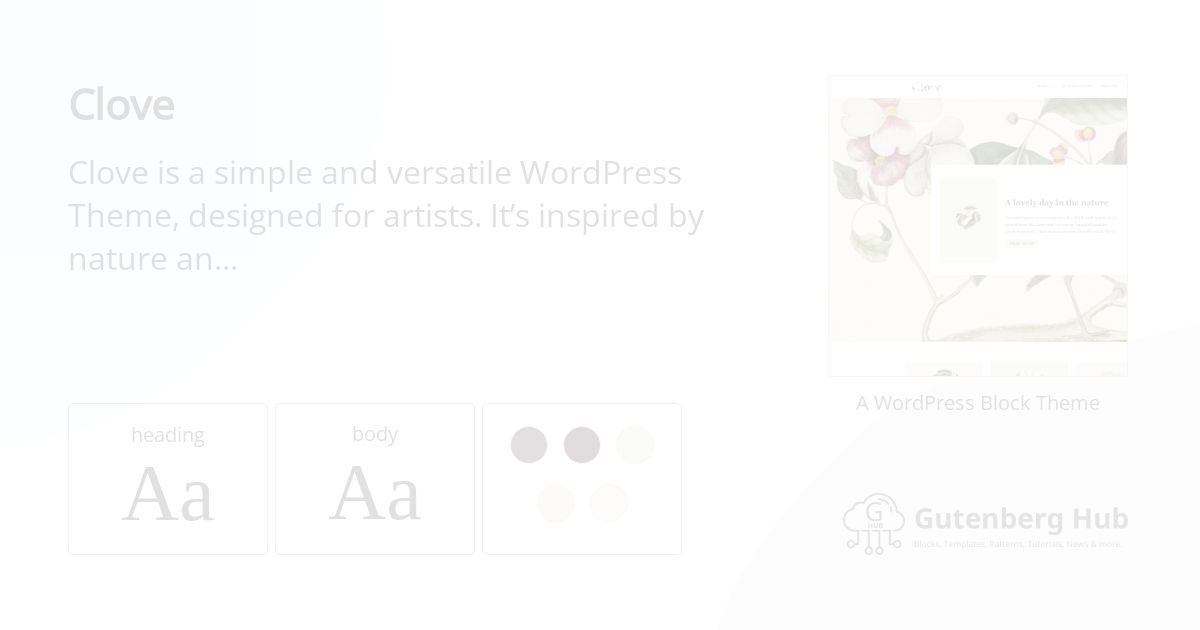 Clove
Clove is a simple and versatile WordPress
Theme, designed for artists. It’s inspired by
nature an...
heading
Aa
body
Aa
Clove
A lovely day in the nature
A WordPress Block Theme
G
HUB
Gutenberg Hub
Blocks, Templates, Patterns, Tutorials, News & more.